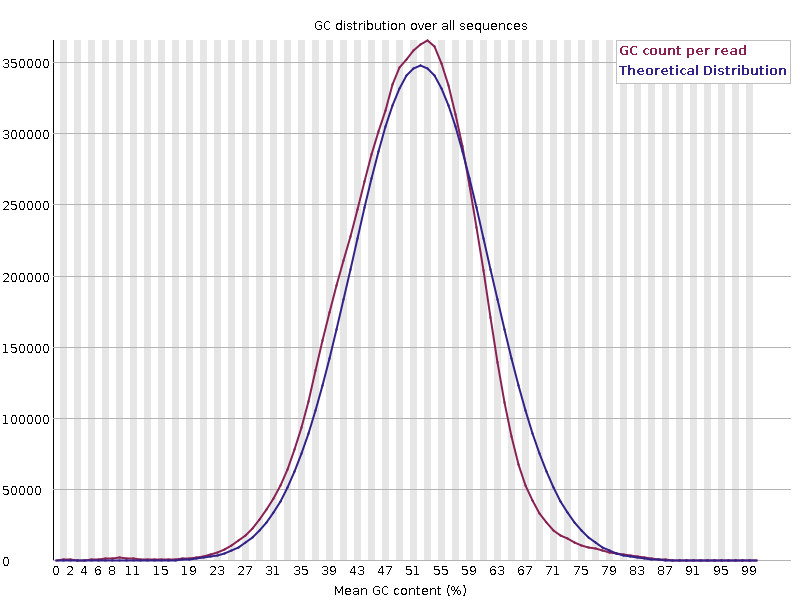 GC distribution over all sequences
GC count per read
Theoretical Distribution
350000
300000
250000
200000
150000
100000
50000
0
0 2 4 6 8 11 15 19 23 27 31 35 39 43 47 51 55 59 63 67 71 75 79 83 87 91 95 99
Mean GC content (%)